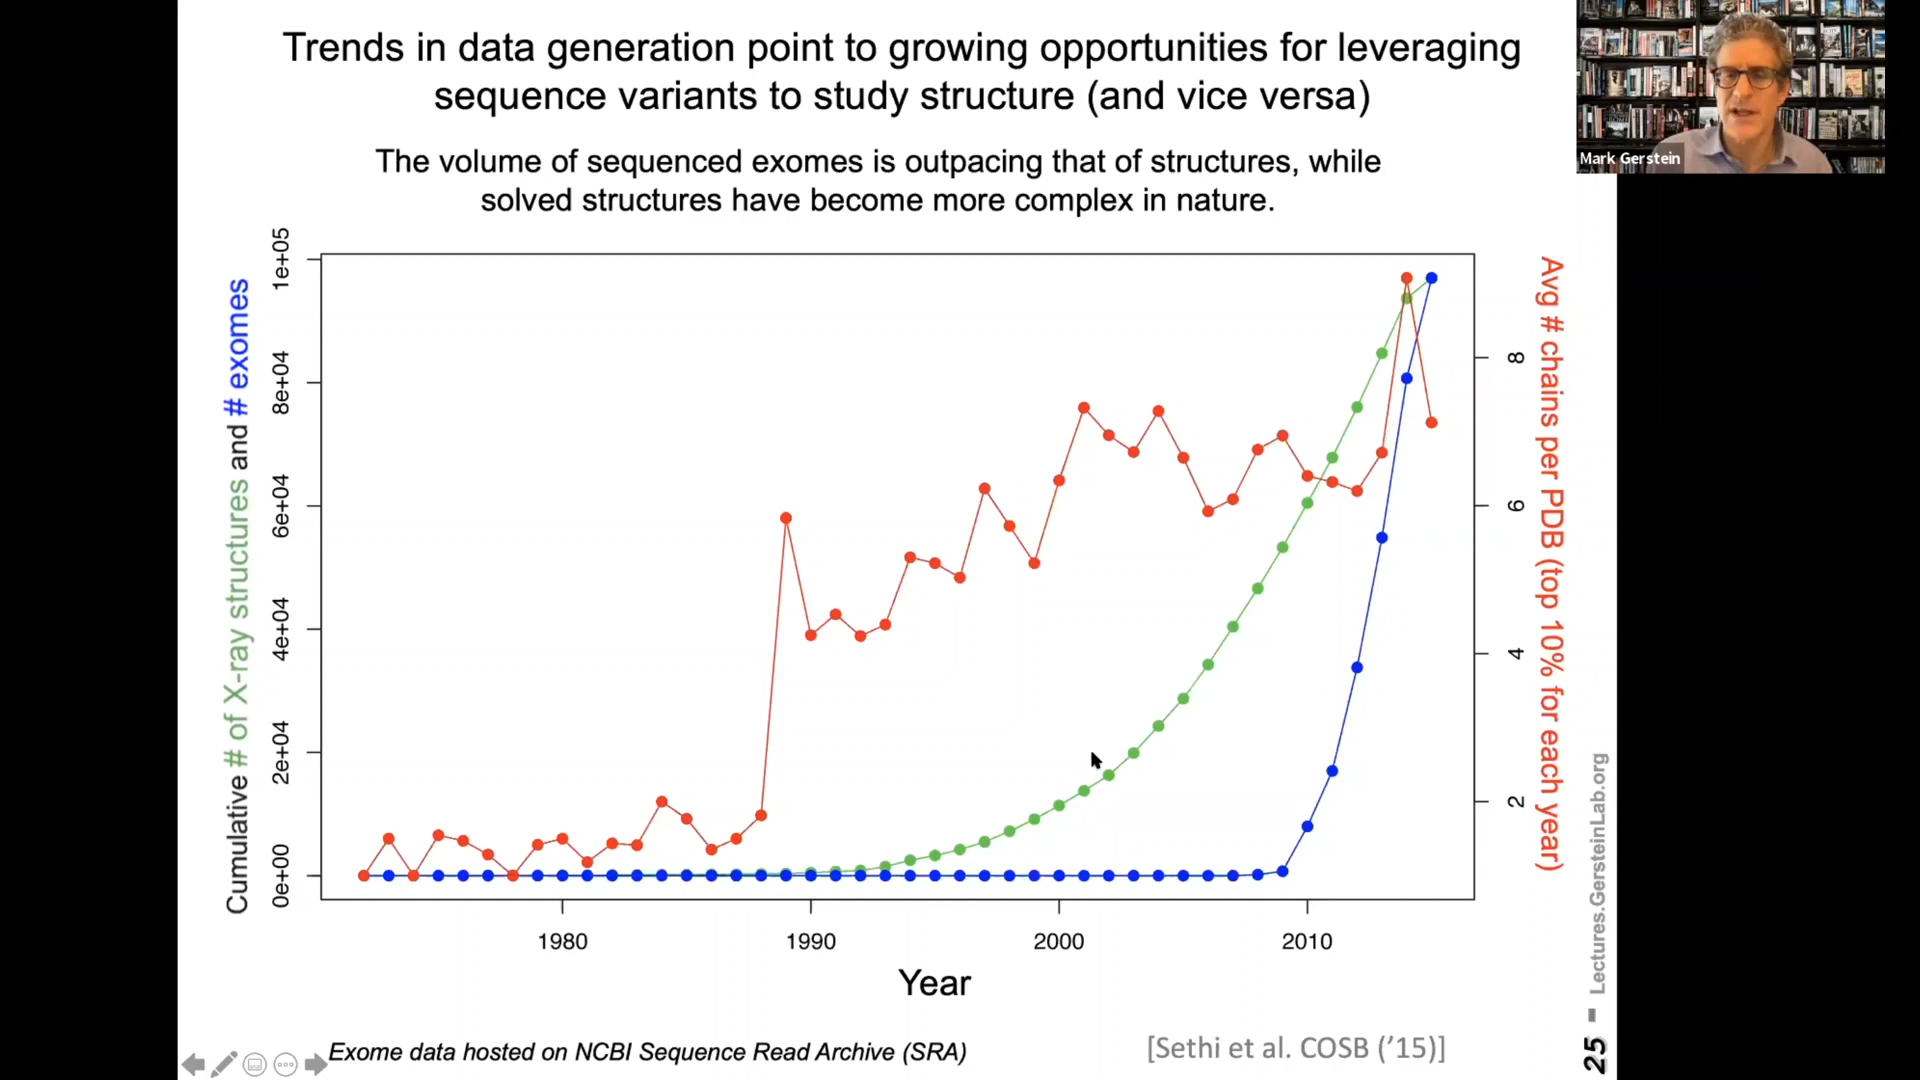 Trends in data generation point to growing opportunities for leveraging
sequence variants to study structure (and vice versa)
Mark Gerstein
The volume of sequenced exomes is outpacing that of structures, while
solved structures have become more complex in nature.
Cumulative # of X-ray structures and # exomes
1e+05
8e+04
6e+04
4e+04
2e+04
0e+00
8
6
4
2
Avg # chains per PDB (top 10% for each year)
1980
1990
2000
2010
Year
Exome data hosted on NCBI Sequence Read Archive (SRA)
[Sethi et al. COSB (’15)]
25 - Lectures.GersteinLab.org